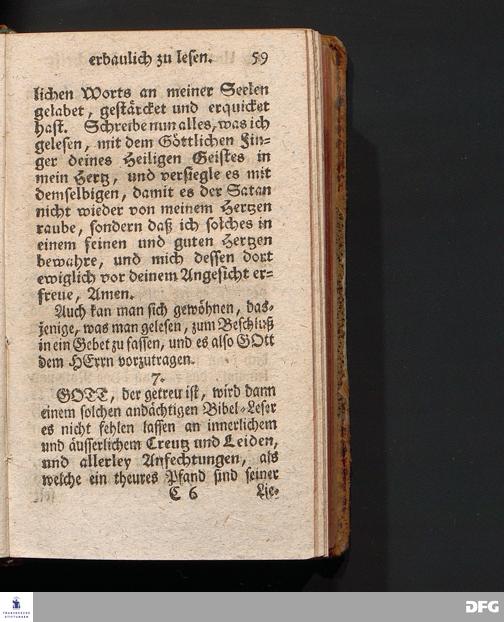 erbaulich zu lesen. 59
lichen Worts an meiner Seelen
gelabet, gestärcket und erquicket
hast. Schreibe nun alles, was ich
gelesen, mit dem Göttlichen Fin-
ger deines Heiligen Geistes in
mein Hertz, und versiegle es mit
demselbigen, damit es der Satan
nicht wieder von meinem Hertzen
raube, sondern daß ich solches in
einem feinen und guten Hertzen
bewahre, und mich dessen dort
ewiglich vor deinem Angesicht er-
freue, Amen.
Auch kan man sich gewöhnen, das-
jenige, was man gelesen, zum Beschluß
in ein Gebet zu fassen, und es also GOtt
dem HErrn vorzutragen.
7.
GOTT, der getreu ist, wird dann
einem solchen andächtigen Bibel-Leser
es nicht fehlen lassen an innerlichem
und äusserlichem Creutz und Leiden,
und allerley Anfechtungen, als
welche ein theures Pfand sind seiner
C 6 Lie-
FRANCKESCHE
STIFTUNGEN
DFG